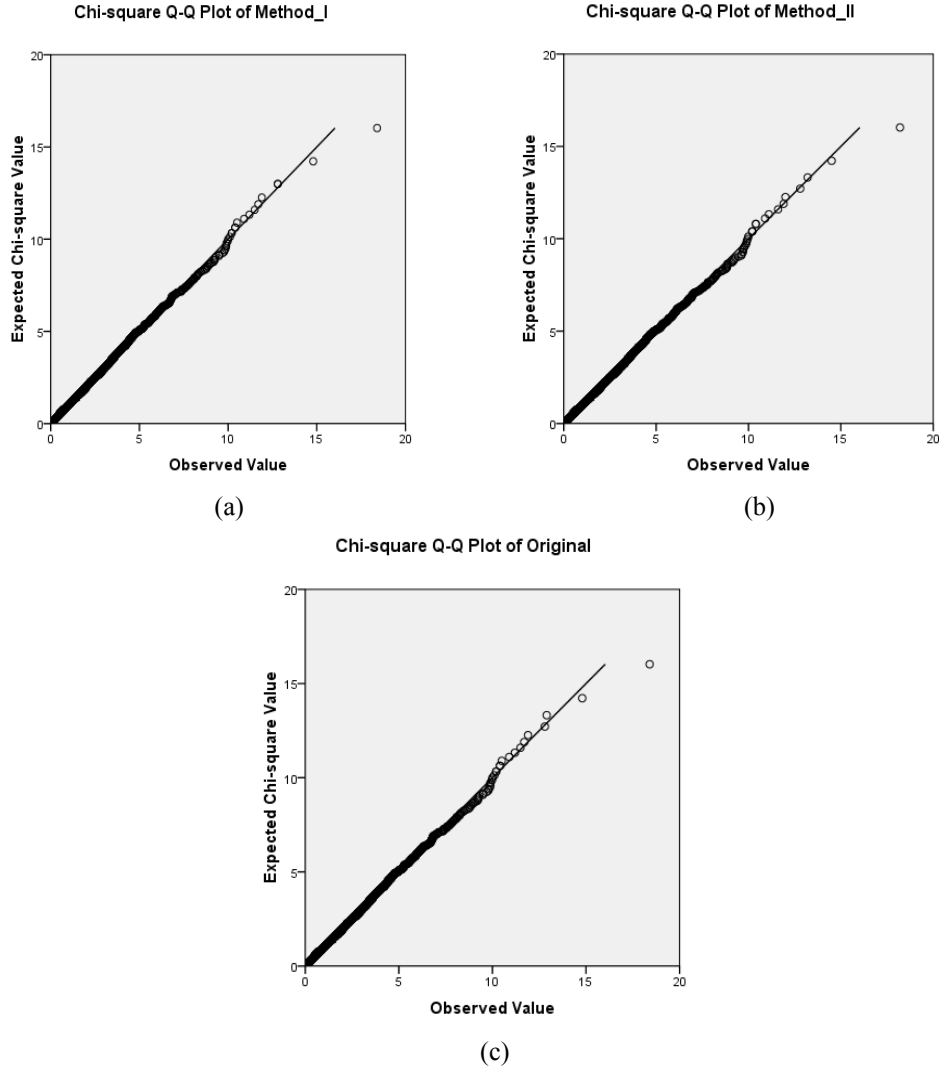 Chi-square Q-Q Plot of Method_I
Expected Chi-square Value
20
15
10
5
0
0 5 10 15 20
Observed Value
(a)
Chi-square Q-Q Plot of Method_II
Expected Chi-square Value
20
15
10
5
0
0 5 10 15 20
Observed Value
(b)
Chi-square Q-Q Plot of Original
Expected Chi-square Value
20
15
10
5
0
0 5 10 15 20
Observed Value
(c)